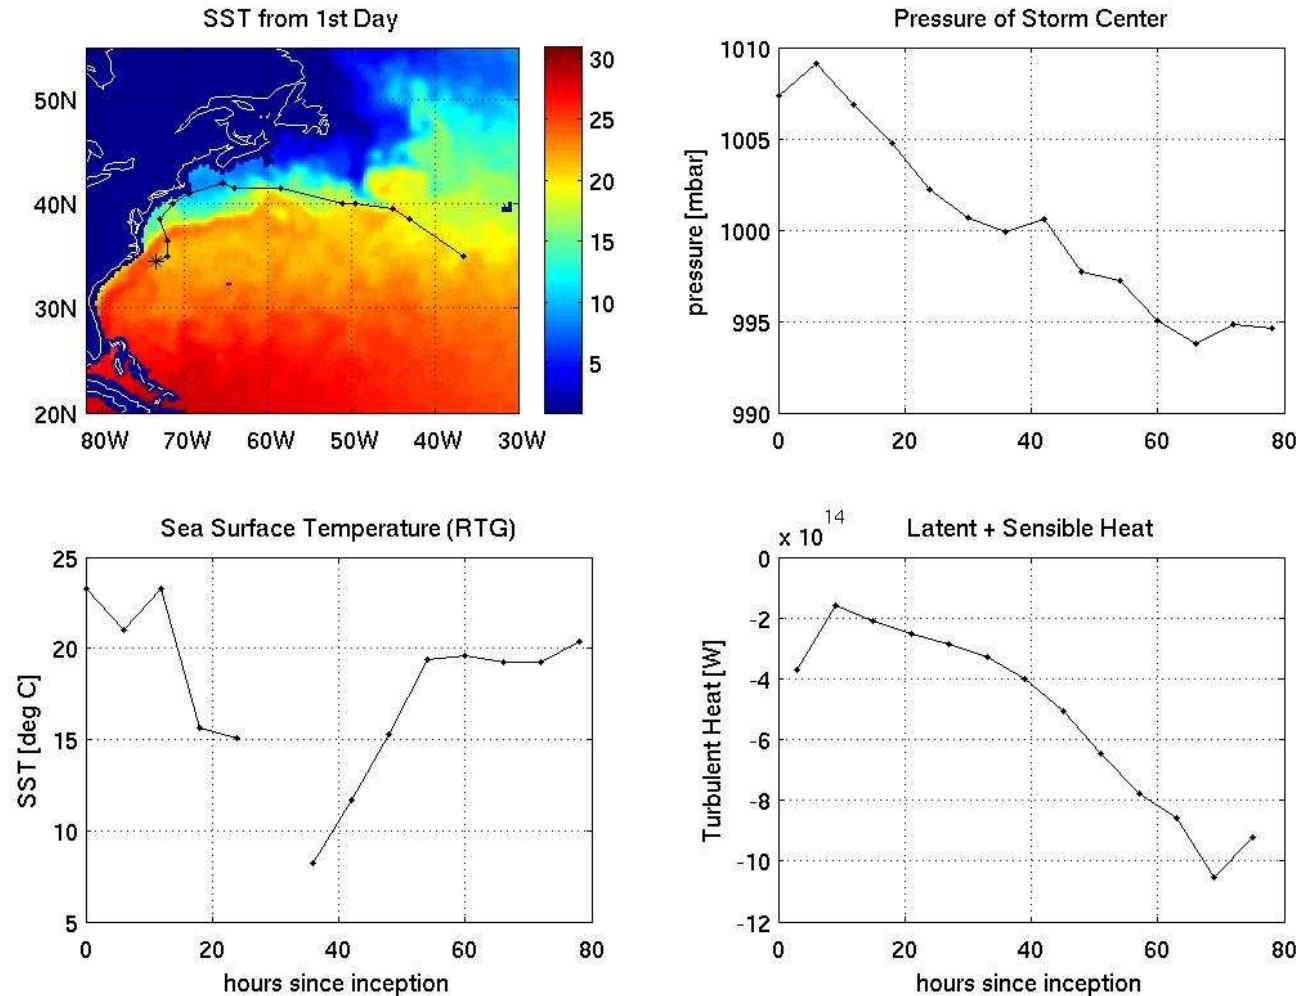 SST from 1st Day
50N
40N
30N
20N
80W 70W 60W 50W 40W 30W
30
25
20
15
10
5
Pressure of Storm Center
pressure [mbar]
1010
1005
1000
995
990
0 20 40 60 80
Sea Surface Temperature (RTG)
SST [deg C]
25
20
15
10
5
0 20 40 60 80
hours since inception
x 10^14
Latent + Sensible Heat
Turbulent Heat [W]
0
-2
-4
-6
-8
-10
-12
0 20 40 60 80
hours since inception